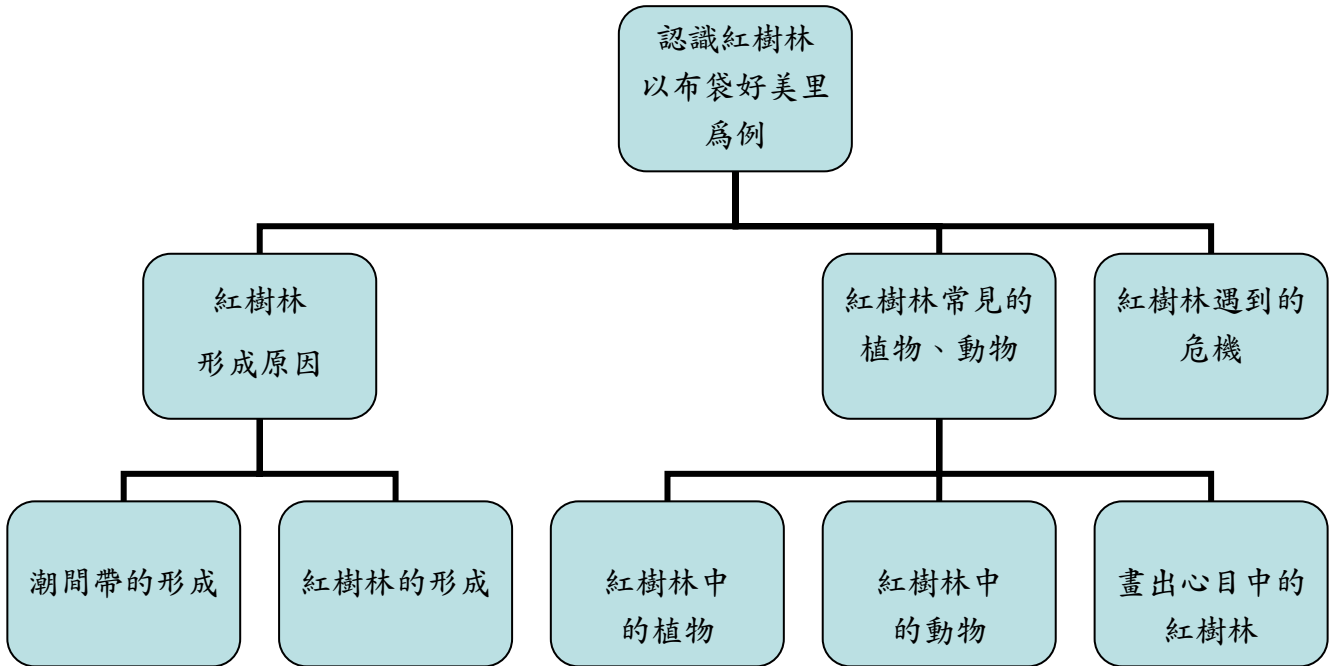 認識紅樹林
以布袋好美里
爲例
紅樹林
形成原因
紅樹林常見的
植物、動物
紅樹林遇到的
危機
潮間帶的形成
紅樹林的形成
紅樹林中
的植物
紅樹林中
的動物
畫出心目中的
紅樹林